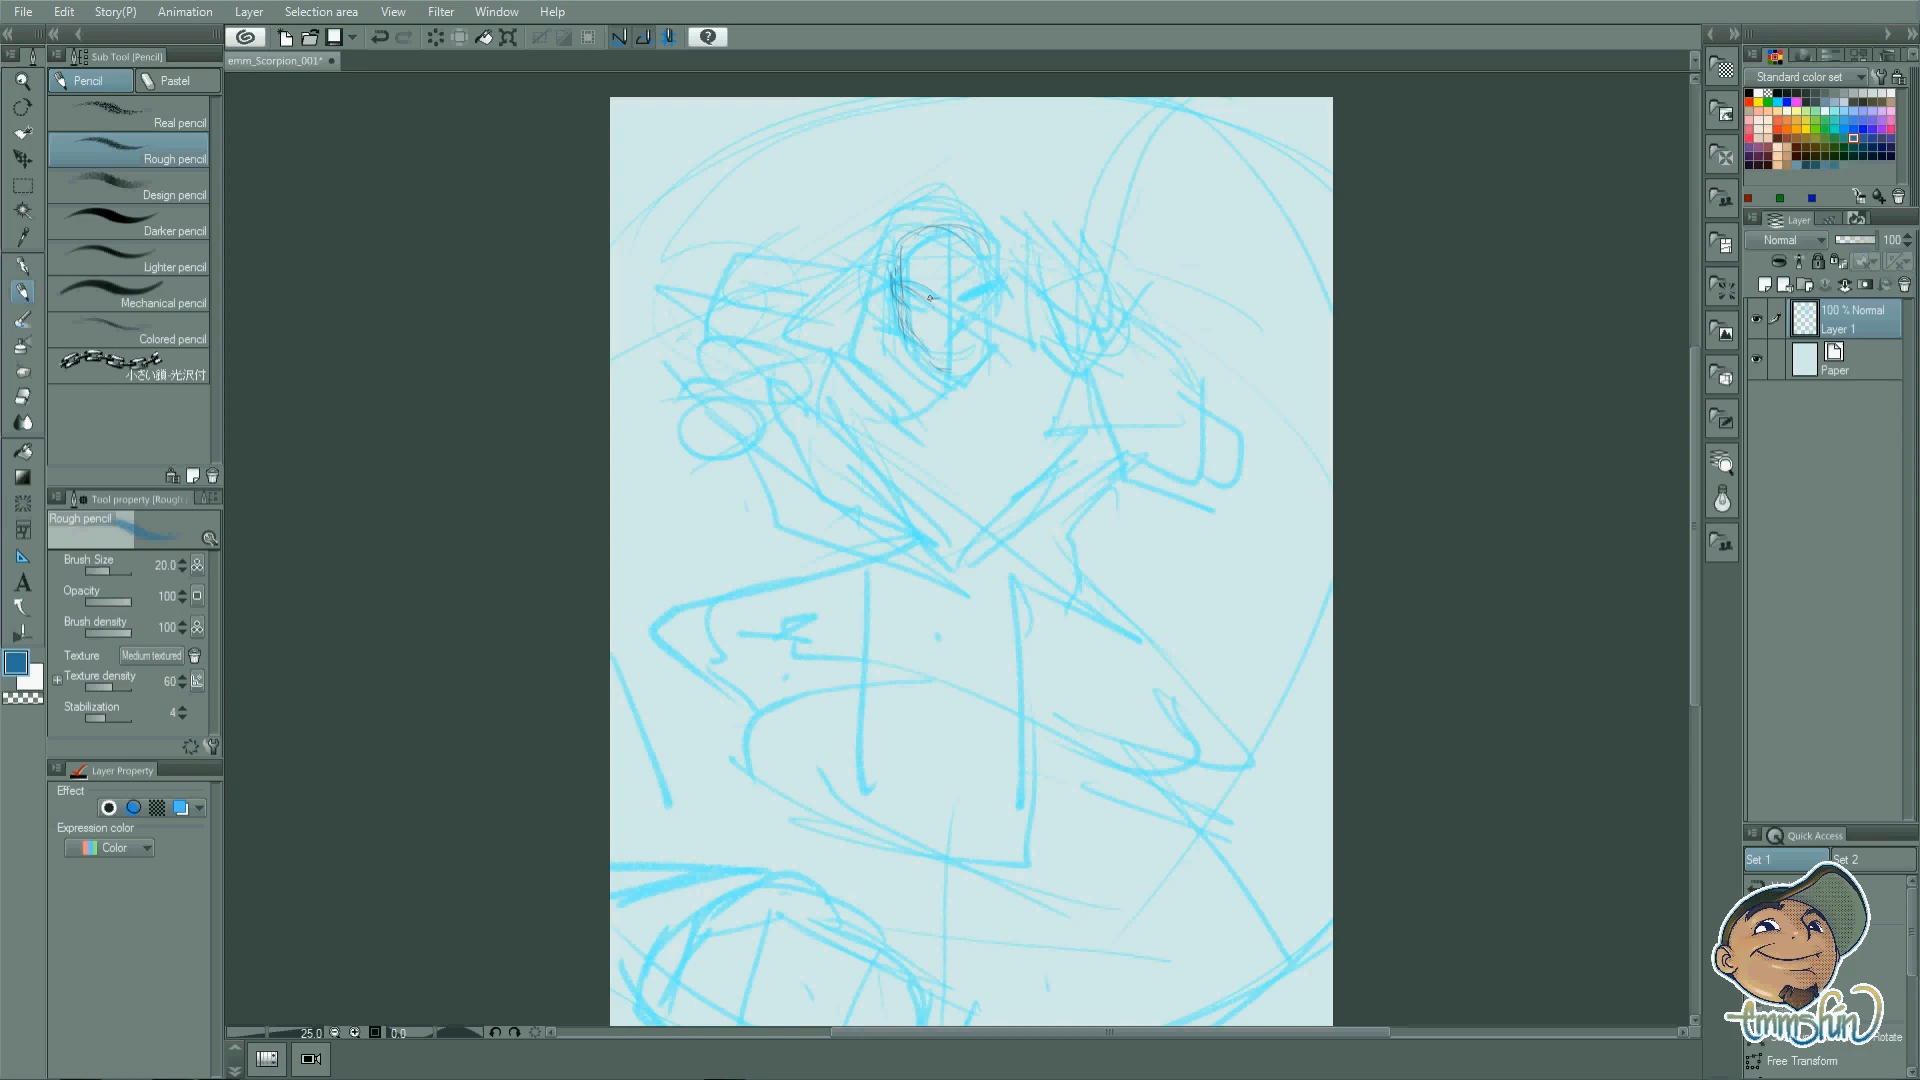 File Edit Story(P) Animation Layer Selection area View Filter Window Help
Sub Tool [Pencil]
Pencil Pastel
emm_Scorpion_001*
Real pencil
Rough pencil
Design pencil
Darker pencil
Lighter pencil
Mechanical pencil
Colored pencil
小さい鎖-光沢付
Tool property [Rough
Rough pencil
Brush Size 20.0
Opacity 100
Brush density 100
Texture Medium textured
Texture density 60
Stabilization 4
Layer Property
Effect
Expression color
Color
25.0 0.0
Standard color set
Layer
Normal 100
100 % Normal
Layer 1
Paper
Quick Access
Set 1 Set 2
emmshin
Rotate
Free Transform